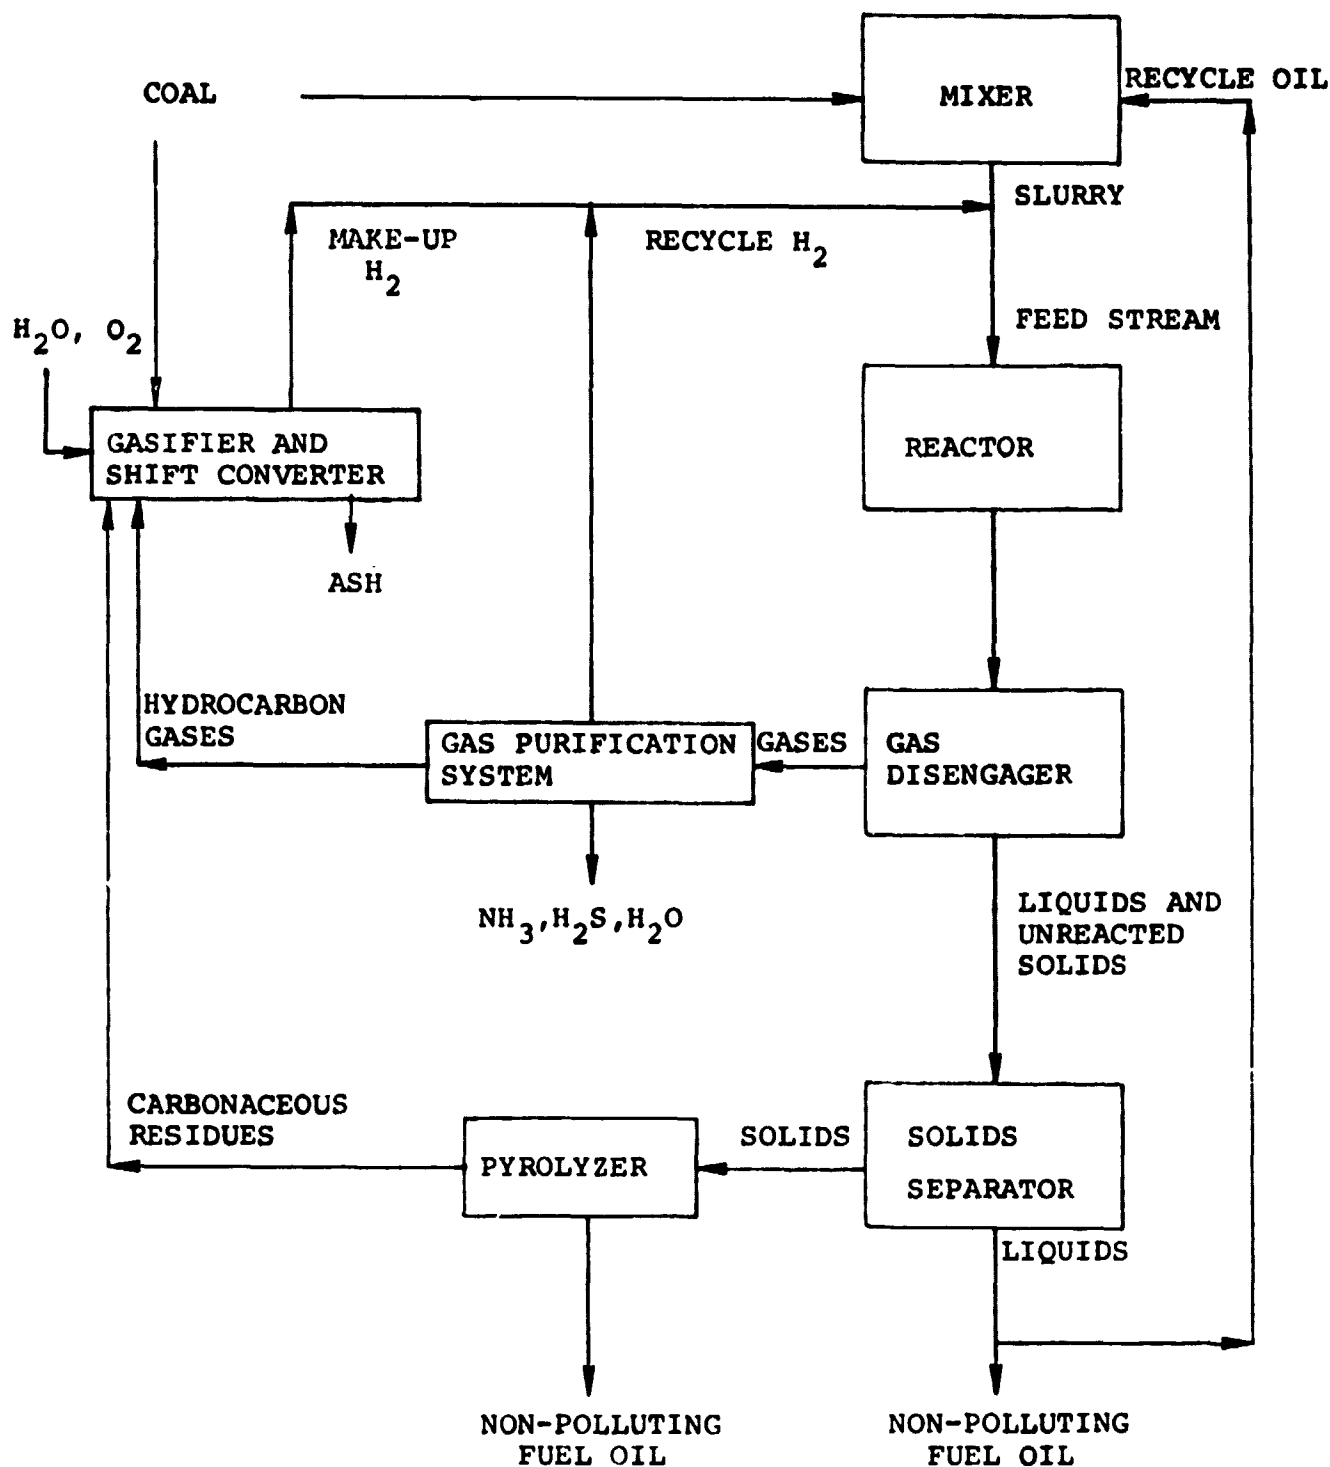 COAL
MIXER
RECYCLE OIL
SLURRY
MAKE-UP
H2
RECYCLE H2
FEED STREAM
H2O, O2
GASIFIER AND
SHIFT CONVERTER
REACTOR
ASH
HYDROCARBON
GASES
GAS PURIFICATION
SYSTEM
GASES
GAS
DISENGAGER
NH3,H2S,H2O
LIQUIDS AND
UNREACTED
SOLIDS
CARBONACEOUS
RESIDUES
PYROLYZER
SOLIDS
SOLIDS
SEPARATOR
LIQUIDS
NON-POLLUTING
FUEL OIL
NON-POLLUTING
FUEL OIL